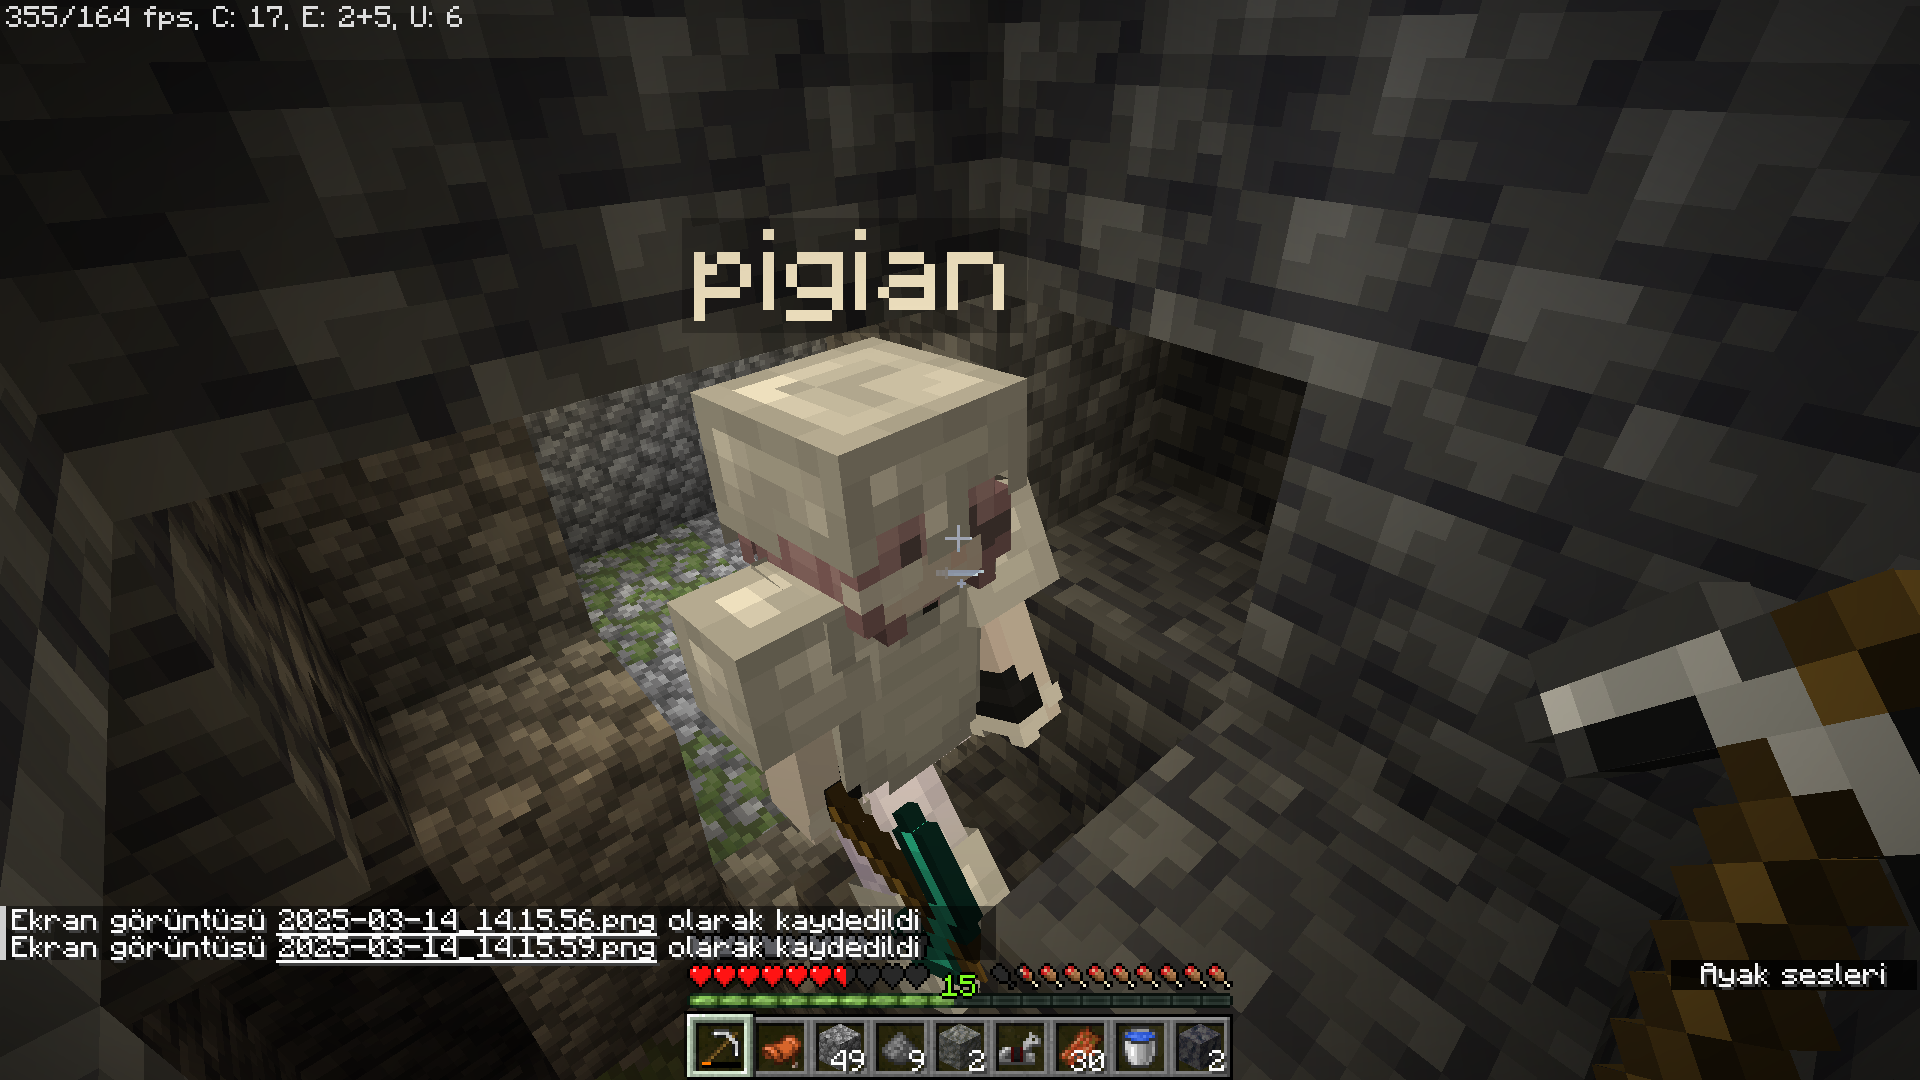 355/164 fps, C: 17, E: 2+5, U: 6
pigian
Ekran görüntüsü 2025-03-14_14.15.56.png olarak kaydedildi
Ekran görüntüsü 2025-03-14_14.15.59.png olarak kaydedildi
Ayak sesleri
15
49 9 2 30 2